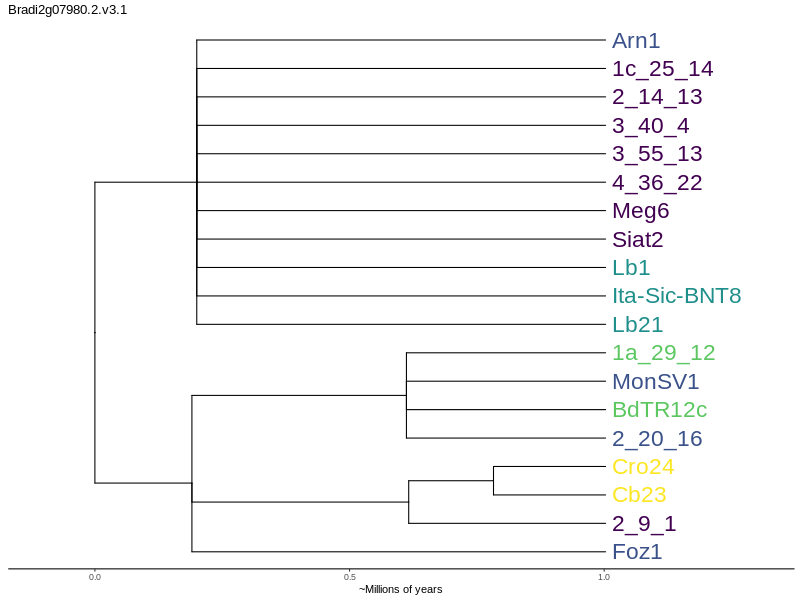 Bradi2g07980.2.v3.1
Arn1
1c_25_14
2_14_13
3_40_4
3_55_13
4_36_22
Meg6
Siat2
Lb1
Ita-Sic-BNT8
Lb21
1a_29_12
MonSV1
BdTR12c
2_20_16
Cro24
Cb23
2_9_1
Foz1
0.0 0.5 1.0
~Millions of years